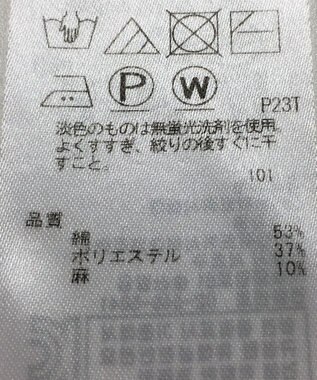 P
W
P23T
淡色のものは無蛍光洗剤を使用
よくすすぎ、絞りの後すぐに干
すこと。
101
品質
綿 53%
ポリエステル 37%
麻 10%